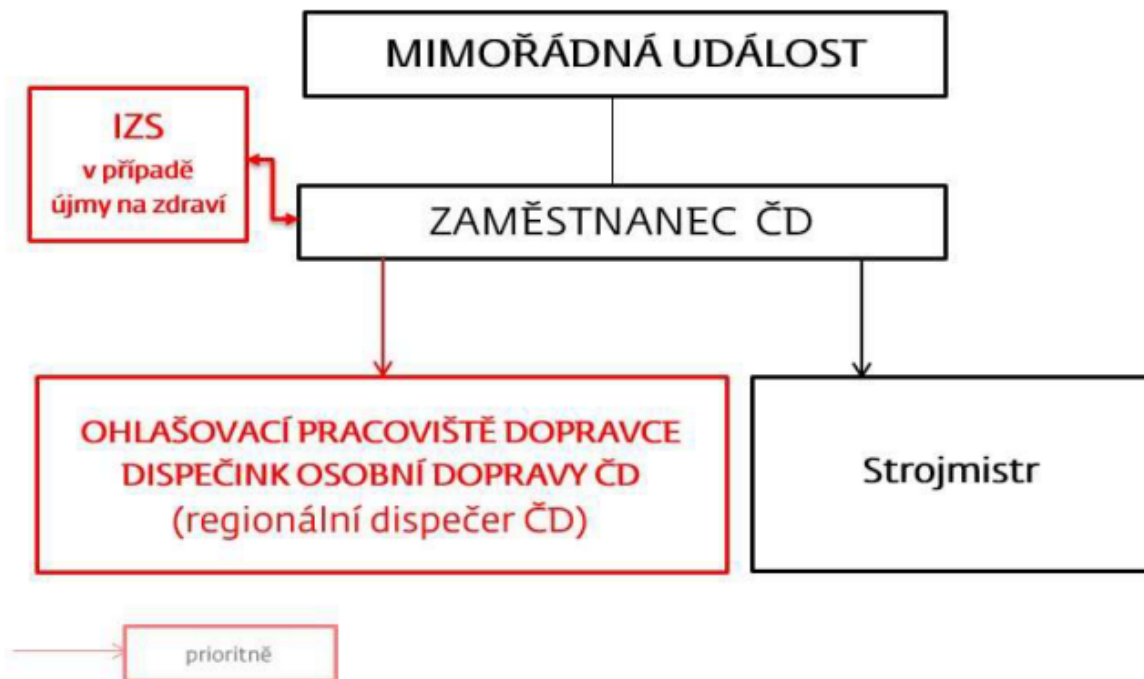 MIMOŘÁDNÁ UDÁLOST
IZS
v případě
újmy na zdraví
ZAMĚSTNANEC ČD
OHLAŠOVACÍ PRACOVIŠTĚ DOPRAVCE
DISPEČINK OSOBNÍ DOPRAVY ČD
(regionální dispečer ČD)
Strojmistr
prioritně